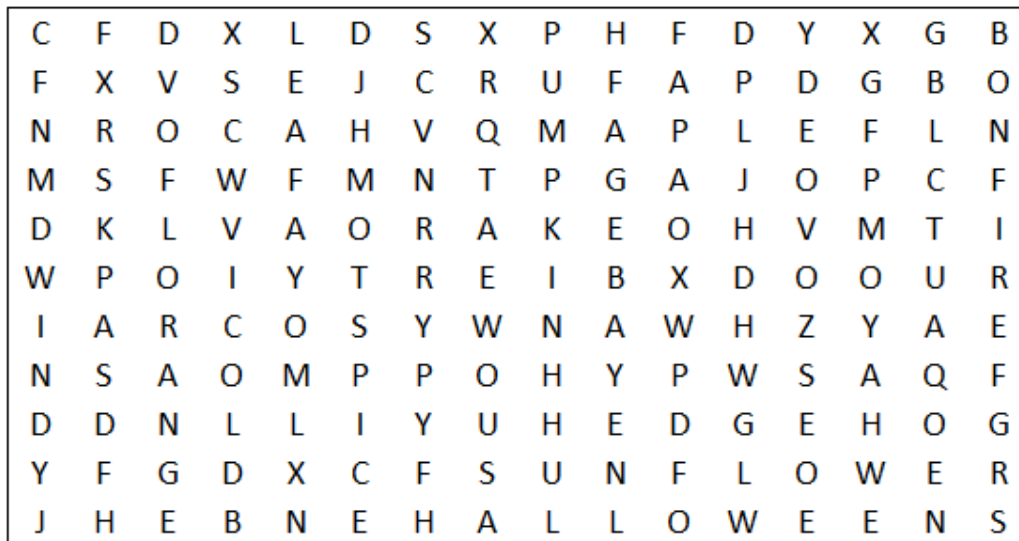 C F D X L D S X P H F D Y X G B
F X V S E J C R U F A P D G B O
N R O C A H V Q M A P L E F L N
M S F W F M N T P G A J O P C F
D K L V A O R A K E O H V M T I
W P O I Y T R E I B X D O O U R
I A R C O S Y W N A W H Z Y A E
N S A O M P P O H Y P W S A Q F
D D N L L I Y U H E D G E H O G
Y F G D X C F S U N F L O W E R
J H E B N E H A L L O W E E N S